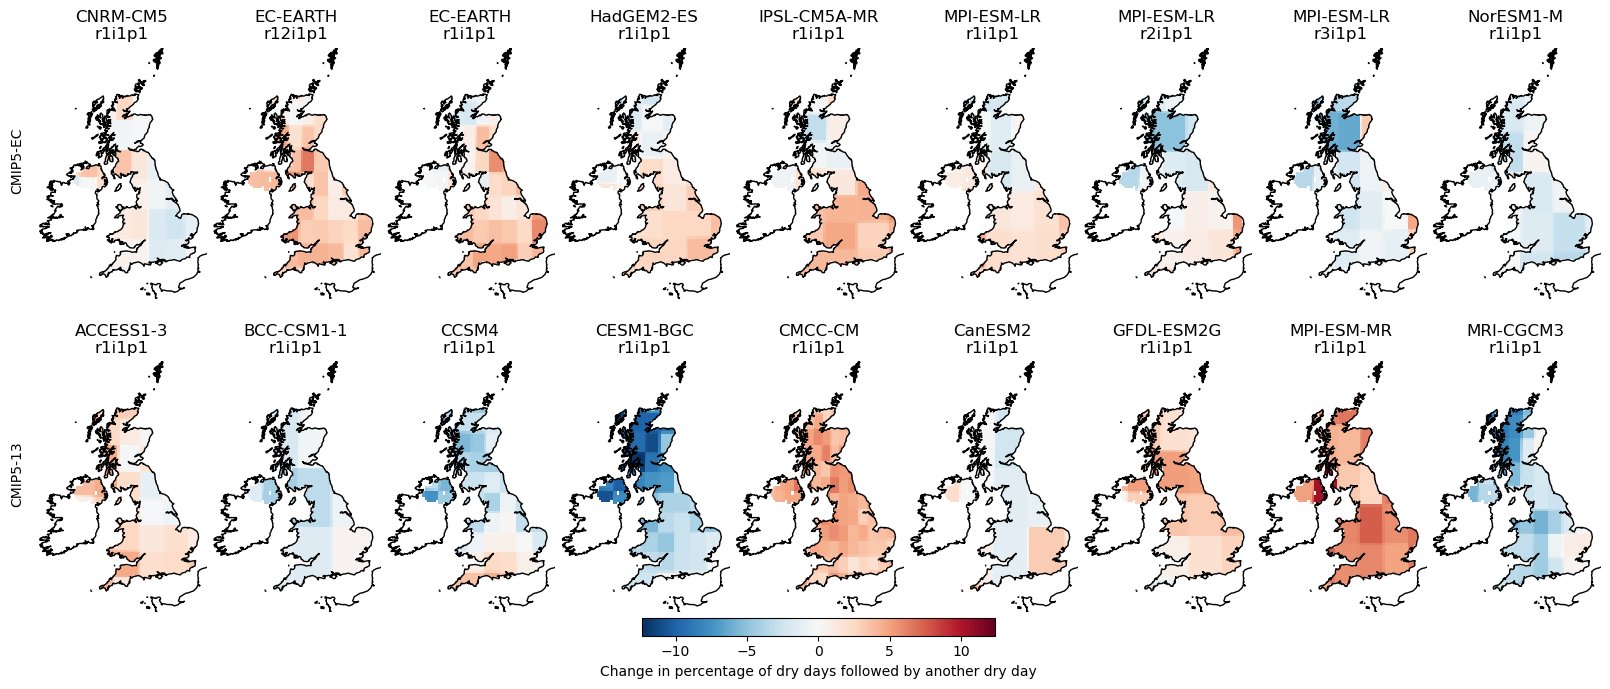 CNRM-CM5 EC-EARTH EC-EARTH HadGEM2-ES IPSL-CM5A-MR MPI-ESM-LR MPI-ESM-LR MPI-ESM-LR NorESM1-M
r1i1p1 r12i1p1 r1i1p1 r1i1p1 r1i1p1 r1i1p1 r2i1p1 r3i1p1 r1i1p1
CMIP5-EC
ACCESS1-3 BCC-CSM1-1 CCSM4 CESM1-BGC CMCC-CM CanESM2 GFDL-ESM2G MPI-ESM-MR MRI-CGCM3
r1i1p1 r1i1p1 r1i1p1 r1i1p1 r1i1p1 r1i1p1 r1i1p1 r1i1p1 r1i1p1
CMIP5-13
−10 −5 0 5 10
Change in percentage of dry days followed by another dry day